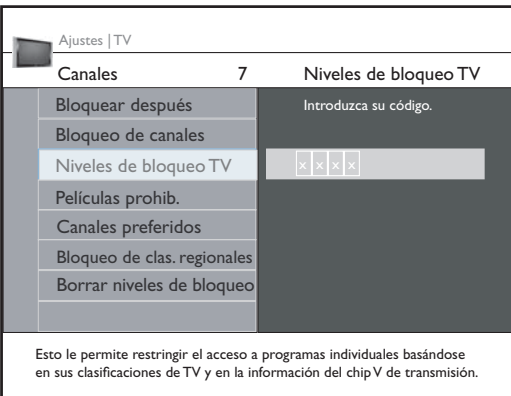 Ajustes | TV
Canales 7 Niveles de bloqueo TV
Bloquear después Introduzca su código.
Bloqueo de canales
Niveles de bloqueo TV x x x x
Películas prohib.
Canales preferidos
Bloqueo de clas. regionales
Borrar niveles de bloqueo
Esto le permite restringir el acceso a programas individuales basándose
en sus clasificaciones de TV y en la información del chip V de transmisión.